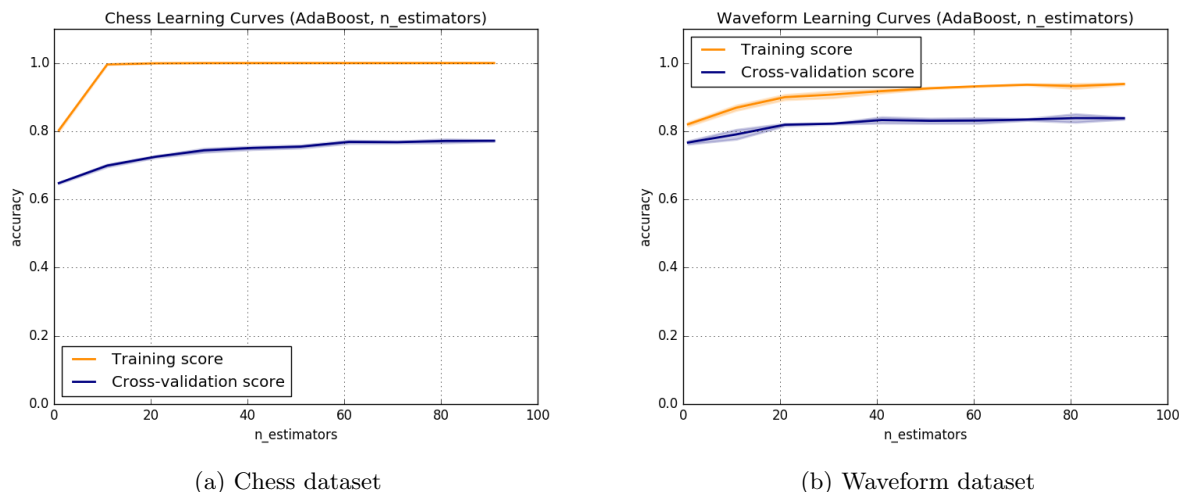 Chess Learning Curves (AdaBoost, n_estimators)
1.0
0.8
0.6
0.4
0.2
0.0
accuracy
Training score
Cross-validation score
0 20 40 60 80 100
n_estimators
(a) Chess dataset
Waveform Learning Curves (AdaBoost, n_estimators)
Training score
Cross-validation score
1.0
0.8
0.6
0.4
0.2
0.0
accuracy
0 20 40 60 80 100
n_estimators
(b) Waveform dataset